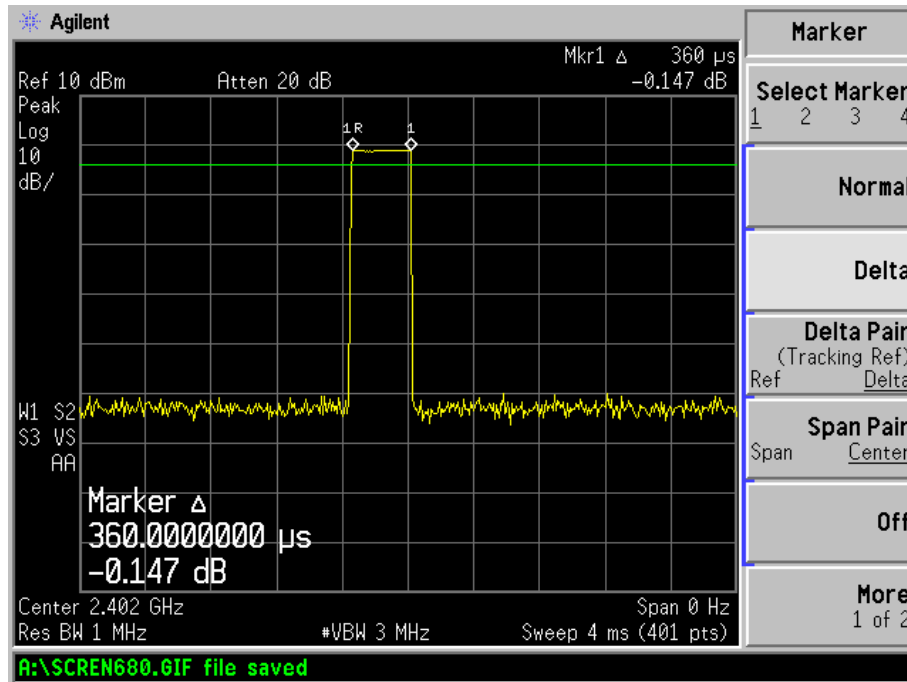 Agilent
Marker
Mkr1 Δ 360 µs
Ref 10 dBm Atten 20 dB -0.147 dB
Peak
Log
10
dB/
1R 1
W1 S2
S3 VS
AA
Marker Δ
360.0000000 µs
-0.147 dB
Center 2.402 GHz Span 0 Hz
Res BW 1 MHz #VBW 3 MHz Sweep 4 ms (401 pts)
A:\SCREN680.GIF file saved
Select Marker
1 2 3 4
Normal
Delta
Delta Pair
(Tracking Ref)
Ref Delta
Span Pair
Span Center
Off
More
1 of 2